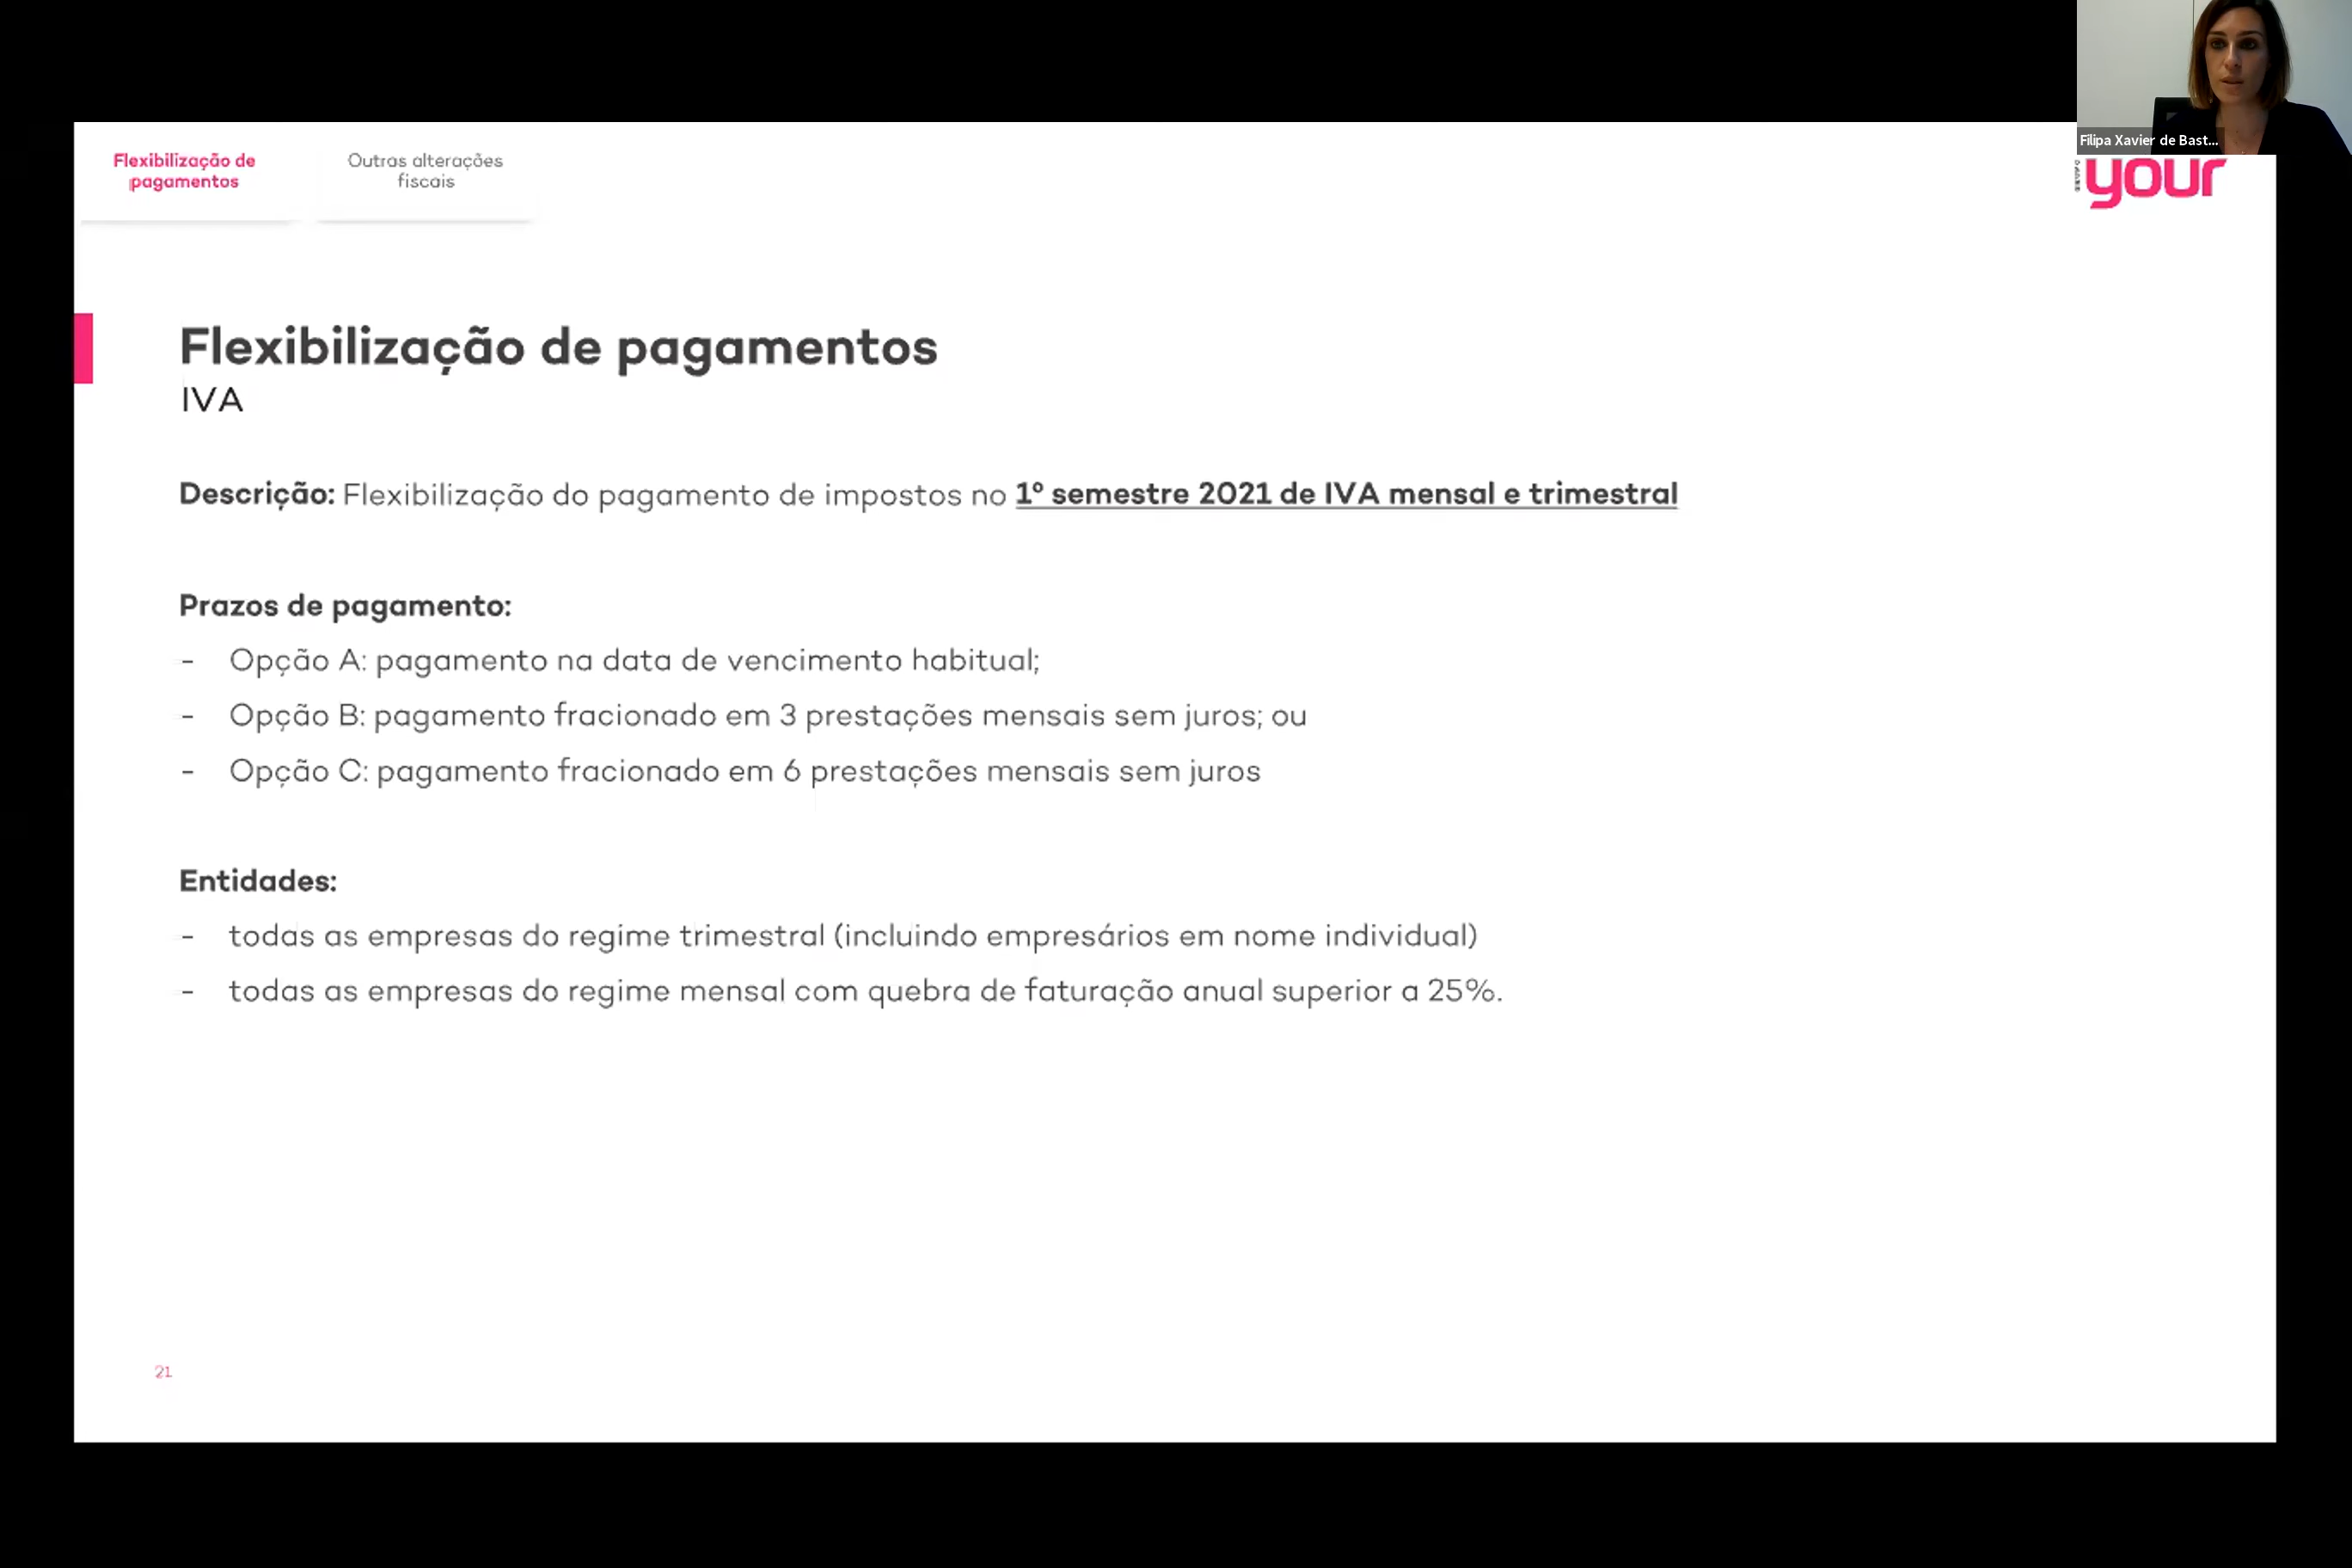 Filipa Xavier de Bast...
Flexibilização de
pagamentos
Outras alterações
fiscais
your
Flexibilização de pagamentos
IVA
Descrição: Flexibilização do pagamento de impostos no 1º semestre 2021 de IVA mensal e trimestral
Prazos de pagamento:
- Opção A: pagamento na data de vencimento habitual;
- Opção B: pagamento fracionado em 3 prestações mensais sem juros; ou
- Opção C: pagamento fracionado em 6 prestações mensais sem juros
Entidades:
- todas as empresas do regime trimestral (incluindo empresários em nome individual)
- todas as empresas do regime mensal com quebra de faturação anual superior a 25%.
21